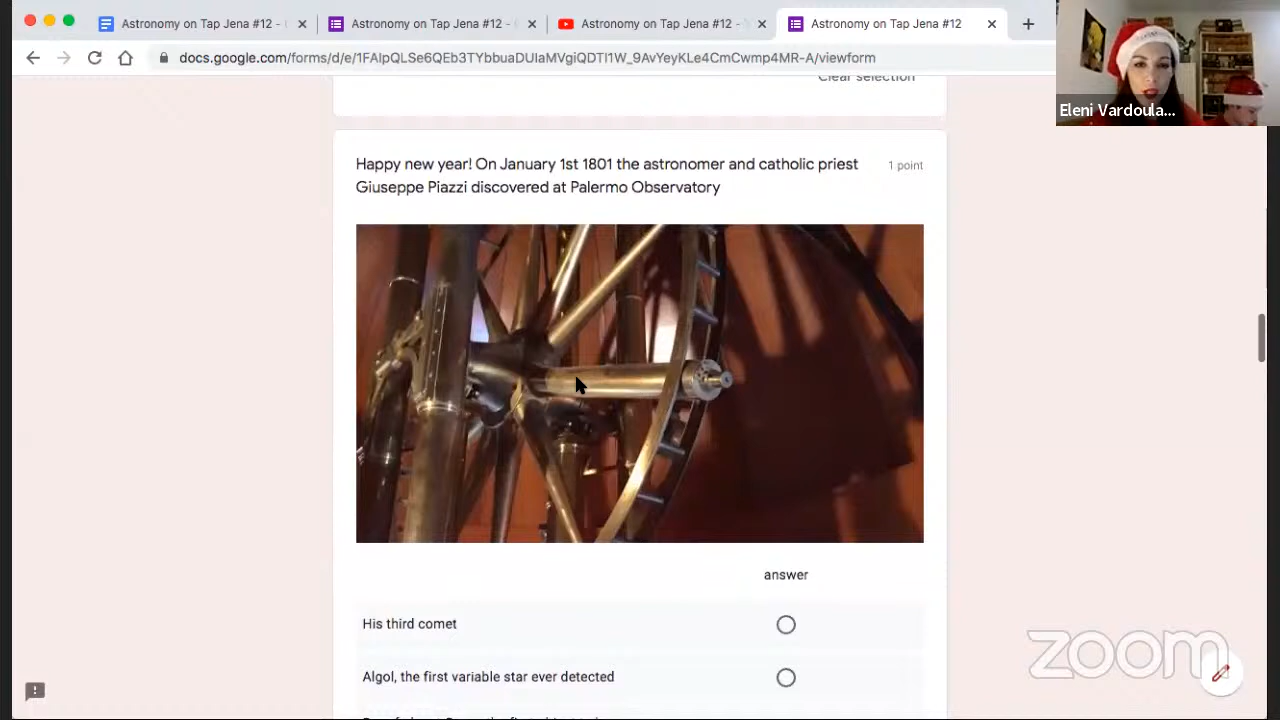 Astronomy on Tap Jena #12 -
Astronomy on Tap Jena #12 -
Astronomy on Tap Jena #12 -
Astronomy on Tap Jena #12
docs.google.com/forms/d/e/1FAIpQLSe6QEb3TYbbuaDUIaMVgiQDTI1W_9AvYeyKLe4CmCwmp4MR-A/viewform
Eleni Vardoula...
Clear selection
Happy new year! On January 1st 1801 the astronomer and catholic priest
Giuseppe Piazzi discovered at Palermo Observatory
1 point
answer
His third comet
Algol, the first variable star ever detected
zoom